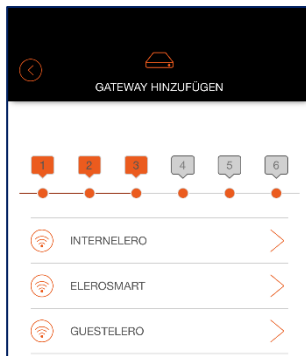 GATEWAY HINZUFÜGEN
1 2 3 4 5 6
INTERNELERO
ELEROSMART
GUESTELERO